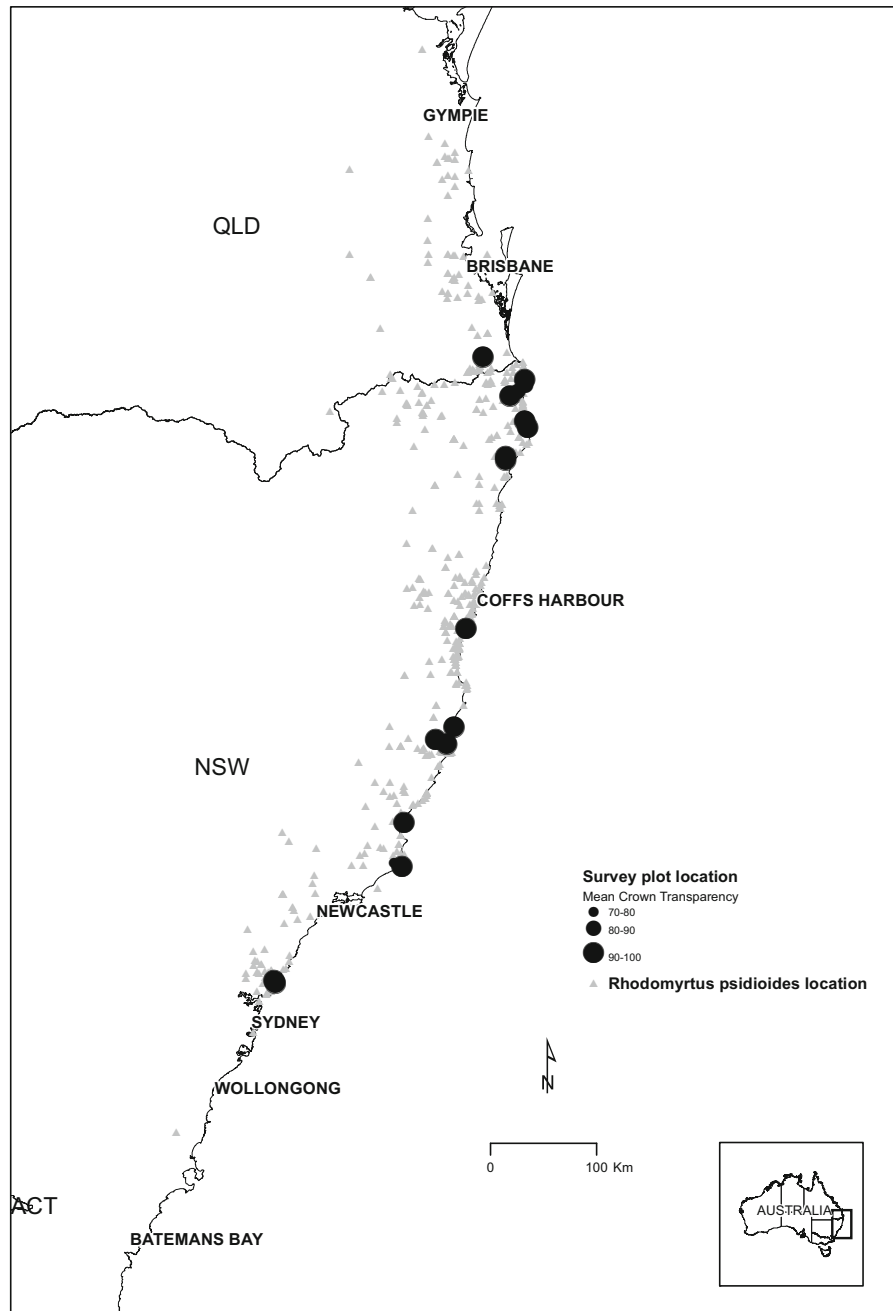 GYMPIE
QLD
BRISBANE
COFFS HARBOUR
NSW
Survey plot location
Mean Crown Transparency
70-80
80-90
90-100
NEWCASTLE
Rhodomyrtus psidioides location
SYDNEY
N
WOLLONGONG
0 100 Km
ACT
AUSTRALIA
BATEMANS BAY